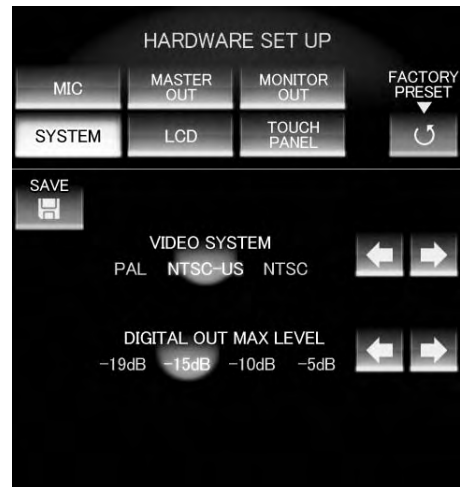 HARDWARE SET UP
MIC
MASTER
OUT
MONITOR
OUT
FACTORY
PRESET
SYSTEM
LCD
TOUCH
PANEL
SAVE
VIDEO SYSTEM
PAL NTSC-US NTSC
DIGITAL OUT MAX LEVEL
-19dB -15dB -10dB -5dB